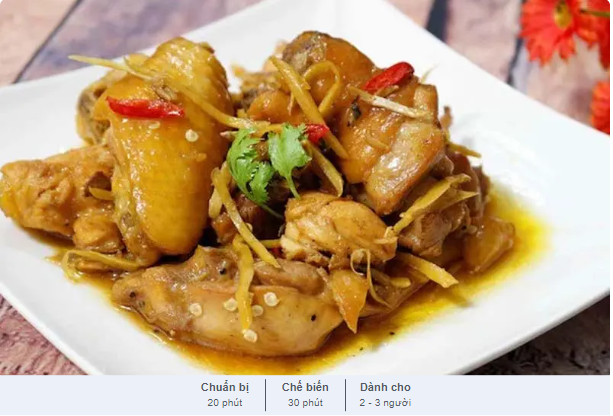 Chuẩn bị
20 phút
Chế biến
30 phút
Dành cho
2 - 3 người